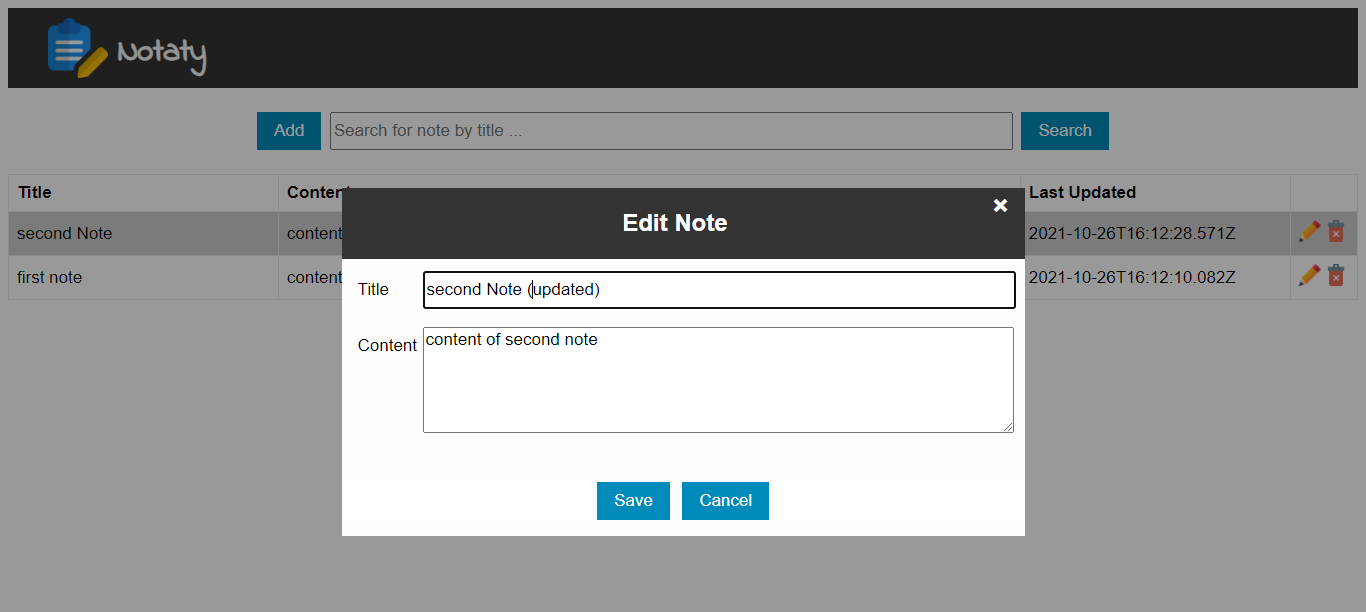 Notaty
Add Search for note by title ... Search
Title Content Last Updated
second Note content 2021-10-26T16:12:28.571Z
first note content 2021-10-26T16:12:10.082Z
Edit Note
Title second Note (updated)
Content content of second note
Save Cancel